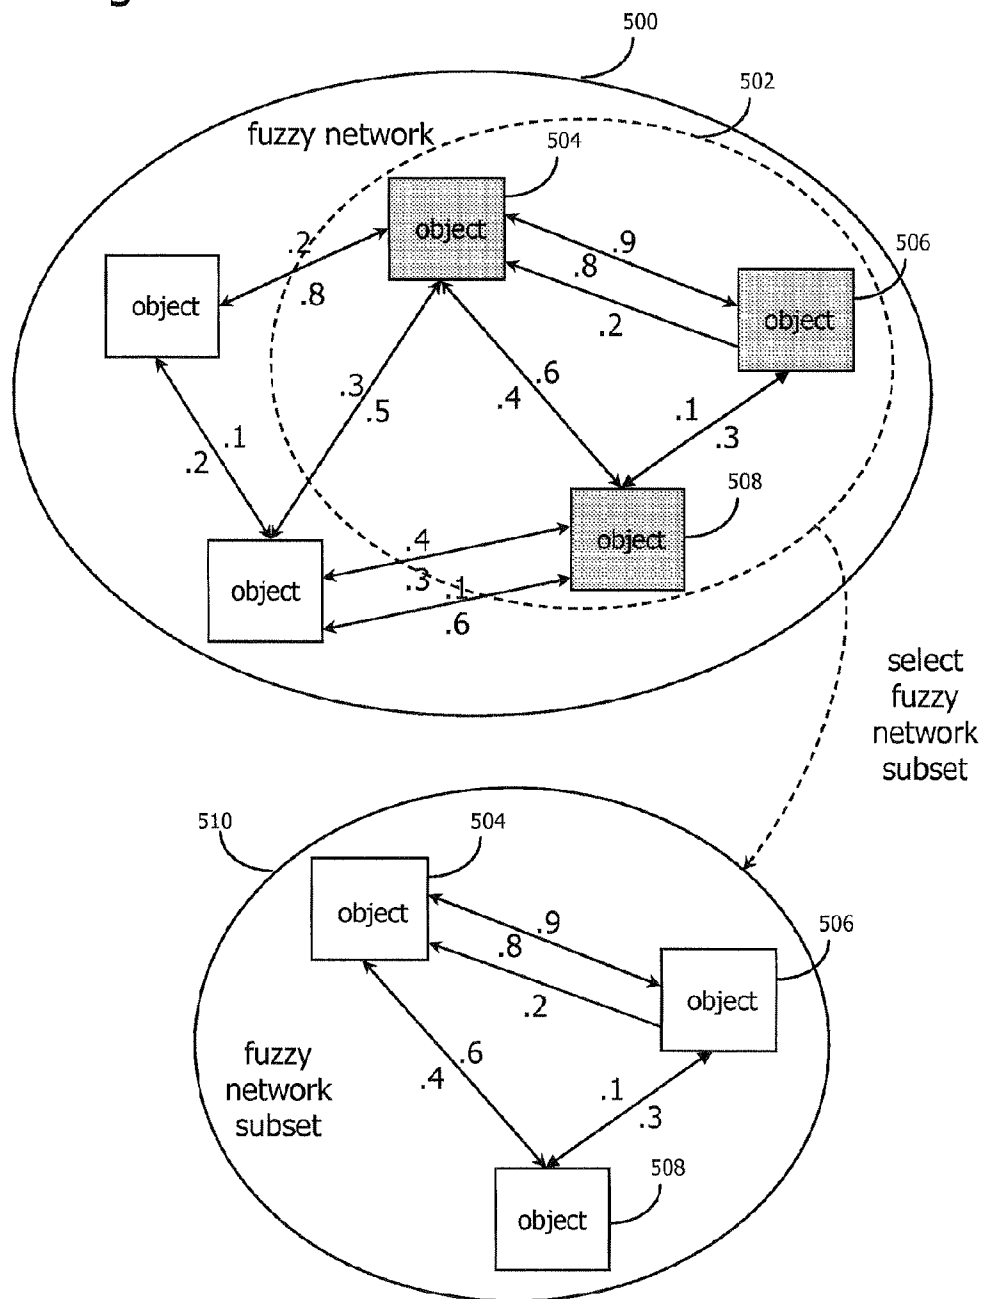 500
502
fuzzy network
504
object
506
.2
.9
.8
object
.8
object
.2
.3
.5
.6
.4
.1
.3
.1
.2
508
.4
object
object
.3
.1
.6
select
fuzzy
network
subset
510
504
object
.9
.8
506
object
.2
fuzzy
network
subset
.6
.4
.1
.3
508
object